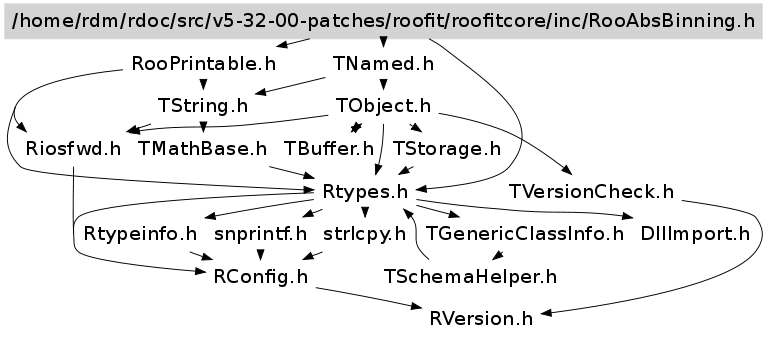 /home/rdm/rdoc/src/v5-32-00-patches/roofit/roofitcore/inc/RooAbsBinning.h
RooPrintable.h TNamed.h
TString.h TObject.h
Riosfwd.h TMathBase.h TBuffer.h TStorage.h
Rtypes.h TVersionCheck.h
Rtypeinfo.h snprintf.h strlcpy.h TGenericClassInfo.h DllImport.h
RConfig.h TSchemaHelper.h
RVersion.h